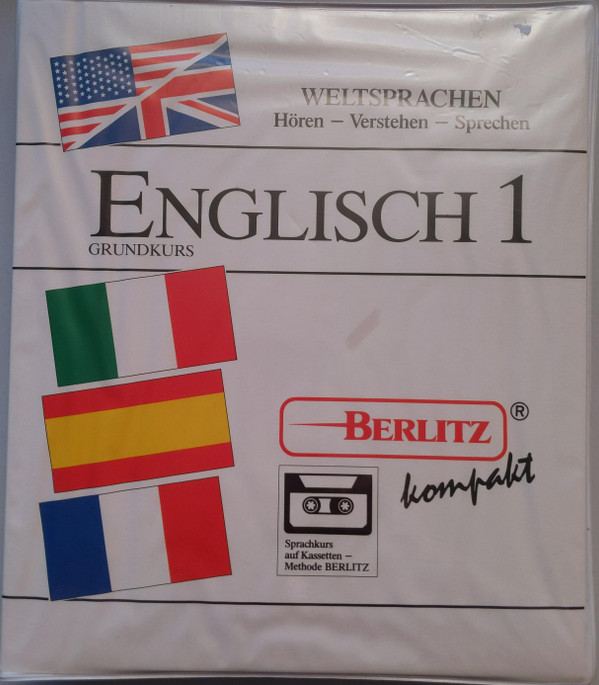 WELTSPRACHEN
Hören – Verstehen – Sprechen
ENGLISCH 1
GRUNDKURS
BERLITZ ®
kompakt
Sprachkurs
auf Kassetten –
Methode BERLITZ